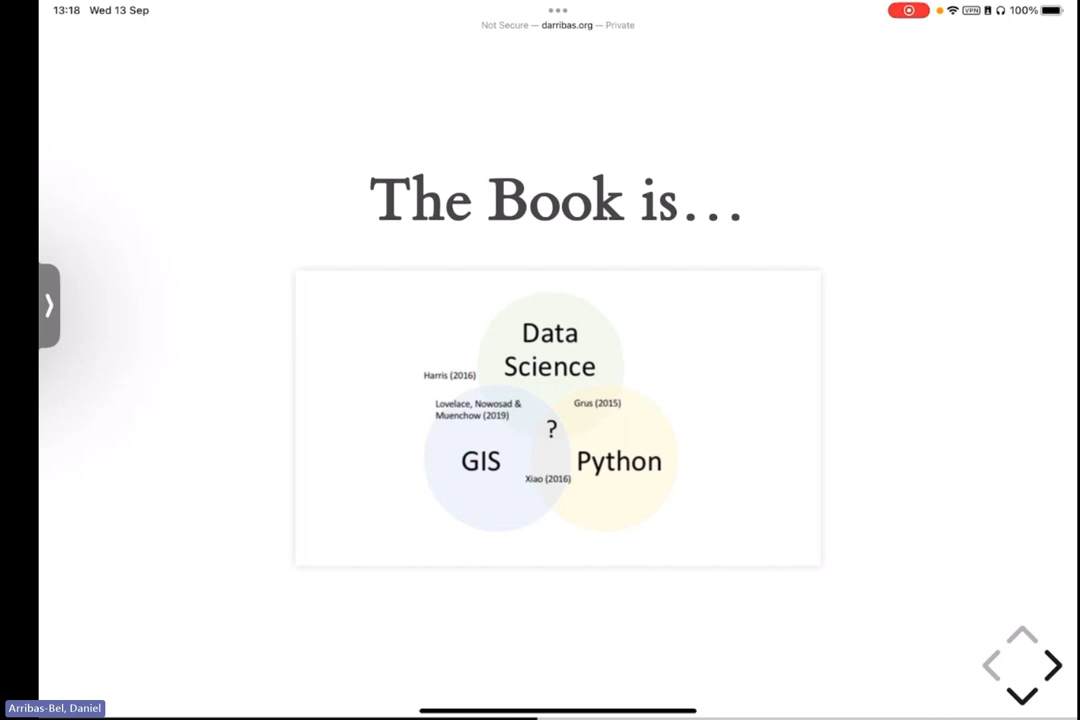 13:18 Wed 13 Sep
Not Secure — darribas.org — Private
VPN
100%
The Book is…
Data
Science
Harris (2016)
Lovelace, Nowosad &
Muenchow (2019)
Grus (2015)
?
GIS
Python
Xiao (2016)
Arribas-Bel, Daniel